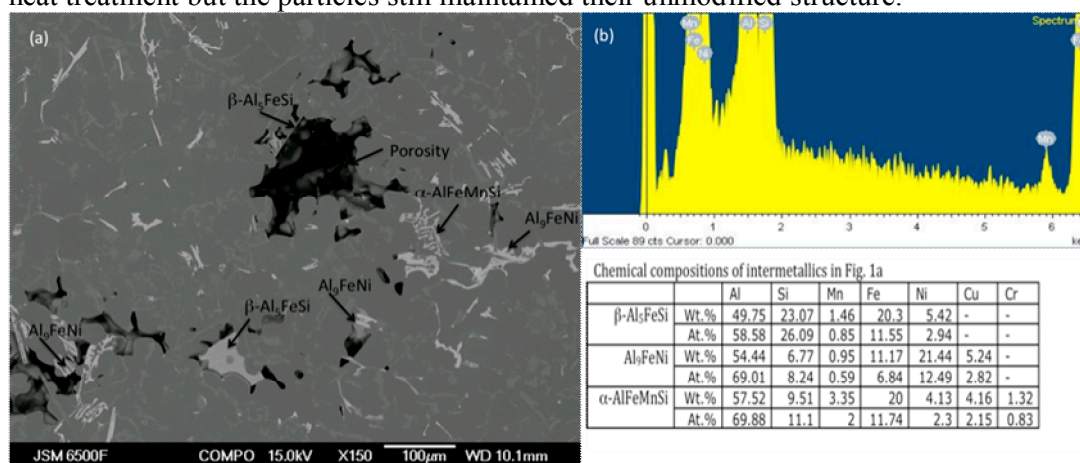 heat treatment but the particles still maintained their unmodified structure.
(a)
β-Al₅FeSi
Porosity
α-AlFeMnSi
Al₉FeNi
Al₉FeNi
β-Al₅FeSi
Al₉FeNi
JSM 6500F COMPO 15.0kV X150 100μm WD 10.1mm
(b)
Spectrum
Mn
Fe
Ni
Al
Si
Mn
F
0 1 2 3 4 5 6
Full Scale 89 cts Cursor: 0.000
ke
Chemical compositions of intermetallics in Fig. 1a
Al Si Mn Fe Ni Cu Cr
β-Al₅FeSi Wt.% 49.75 23.07 1.46 20.3 5.42 - -
At.% 58.58 26.09 0.85 11.55 2.94 - -
Al₉FeNi Wt.% 54.44 6.77 0.95 11.17 21.44 5.24 -
At.% 69.01 8.24 0.59 6.84 12.49 2.82 -
α-AlFeMnSi Wt.% 57.52 9.51 3.35 20 4.13 4.16 1.32
At.% 69.88 11.1 2 11.74 2.3 2.15 0.83